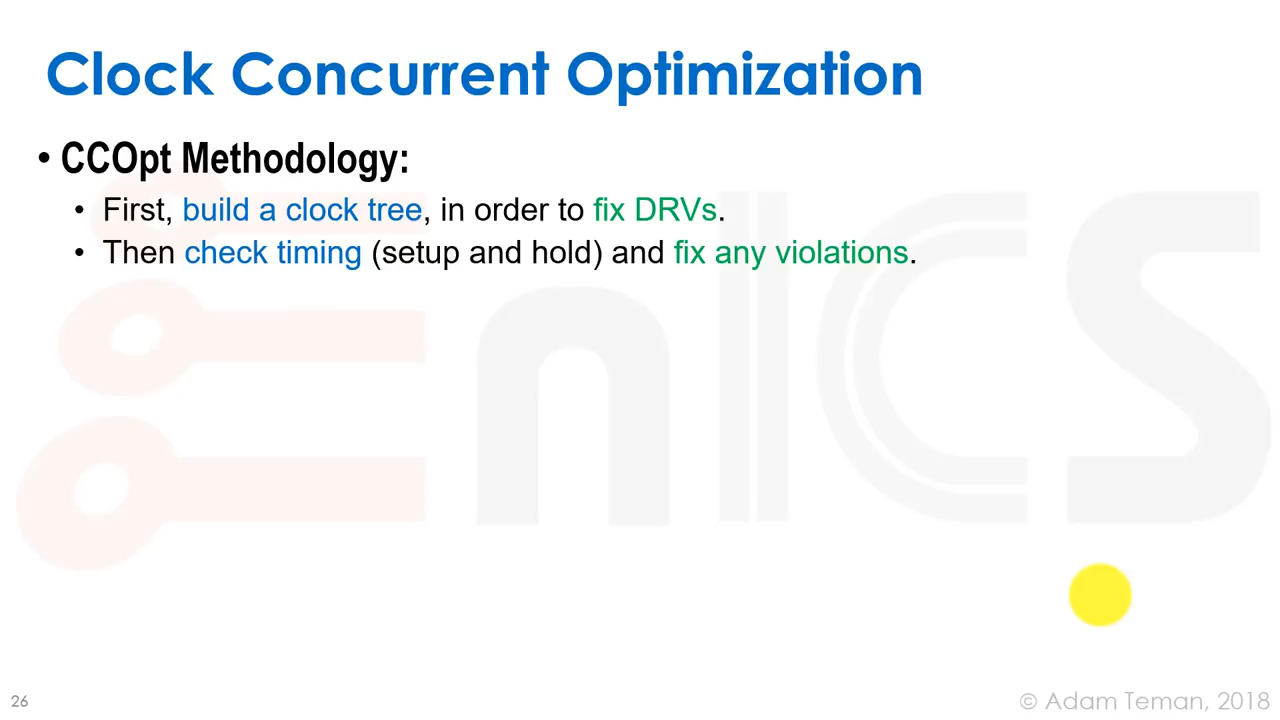 Clock Concurrent Optimization
• CCOpt Methodology:
• First, build a clock tree, in order to fix DRVs.
• Then check timing (setup and hold) and fix any violations.
enICS
26
© Adam Teman, 2018